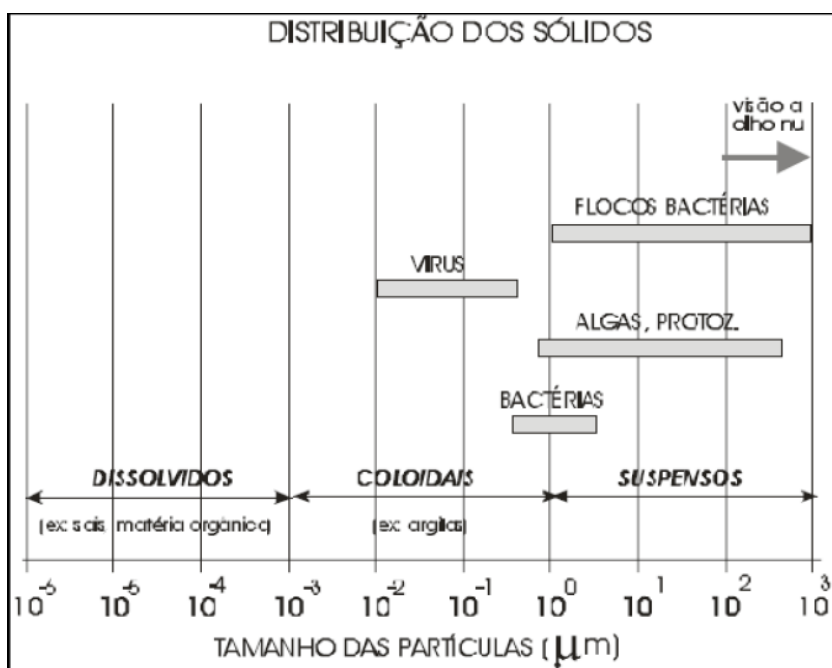 DISTRIBUIÇÃO DOS SÓLIDOS
visão a
olho nu
FLOCOS BACTÉRIAS
VIRUS
ALGAS, PROTOZ.
BACTÉRIAS
DISSOLVIDOS COLOIDAIS SUSPENSOS
(ex: sais, matéria orgânica) (ex: argilas)
10⁻⁶ 10⁻⁵ 10⁻⁴ 10⁻³ 10⁻² 10⁻¹ 10⁰ 10¹ 10² 10³
TAMANHO DAS PARTÍCULAS (μm)